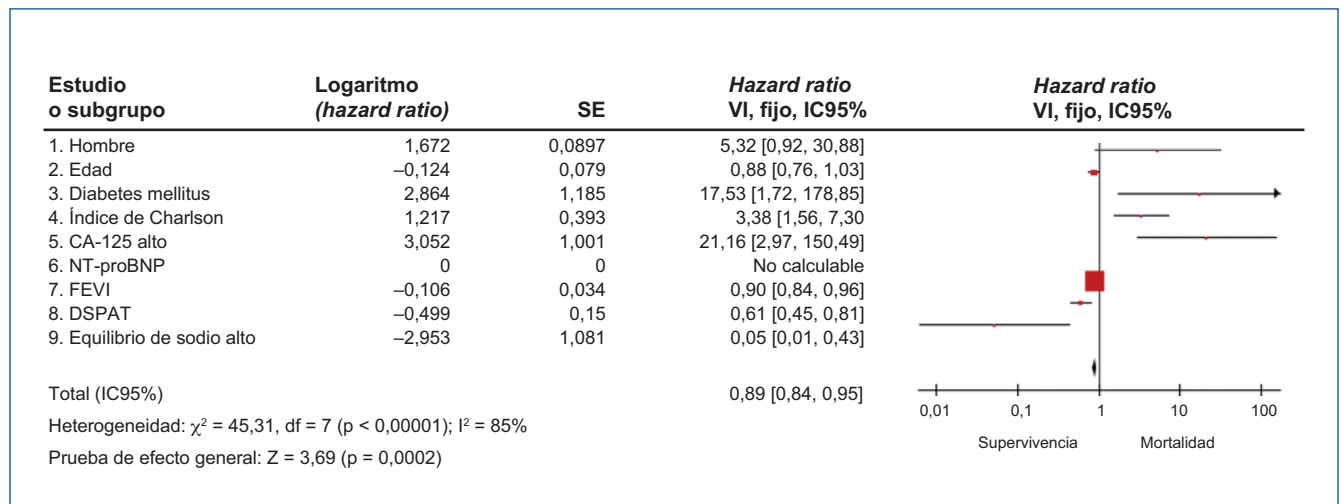 Estudio Logaritmo Hazard ratio Hazard ratio
o subgrupo (hazard ratio) SE VI, fijo, IC95% VI, fijo, IC95%
1. Hombre 1,672 0,0897 5,32 [0,92, 30,88]
2. Edad –0,124 0,079 0,88 [0,76, 1,03]
3. Diabetes mellitus 2,864 1,185 17,53 [1,72, 178,85]
4. Índice de Charlson 1,217 0,393 3,38 [1,56, 7,30
5. CA-125 alto 3,052 1,001 21,16 [2,97, 150,49]
6. NT-proBNP 0 0 No calculable
7. FEVI –0,106 0,034 0,90 [0,84, 0,96]
8. DSPAT –0,499 0,15 0,61 [0,45, 0,81]
9. Equilibrio de sodio alto –2,953 1,081 0,05 [0,01, 0,43]
Total (IC95%) 0,89 [0,84, 0,95]
0,01 0,1 1 10 100
Heterogeneidad: χ² = 45,31, df = 7 (p < 0,00001); I² = 85%
Supervivencia Mortalidad
Prueba de efecto general: Z = 3,69 (p = 0,0002)